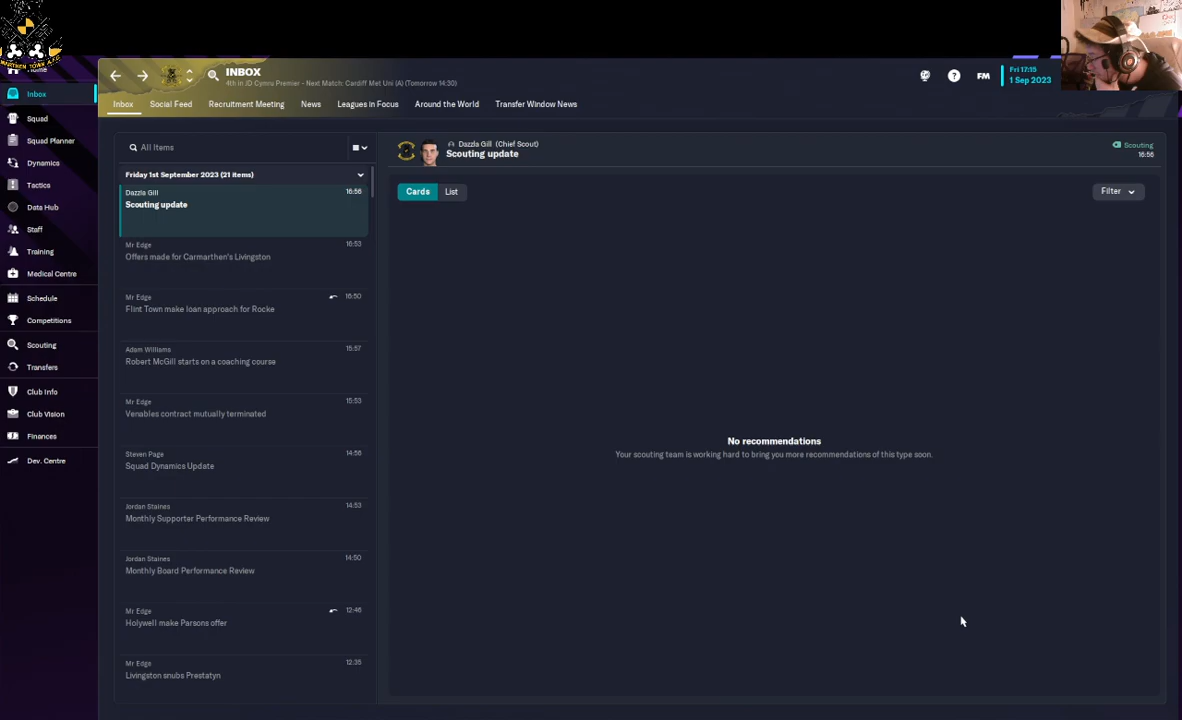 Home
Inbox
Squad
Squad Planner
Dynamics
Tactics
Data Hub
Staff
Training
Medical Centre
Schedule
Competitions
Scouting
Transfers
Club Info
Club Vision
Finances
Dev. Centre
INBOX
4th in JD Cymru Premier - Next Match: Cardiff Met Uni (A) (Tomorrow 14:30)
FM
Fri 17:15
1 Sep 2023
Inbox
Social Feed
Recruitment Meeting
News
Leagues in Focus
Around the World
Transfer Window News
All Items
Friday 1st September 2023 (21 items)
Dazzla Gill 16:56
Scouting update
Mr Edge 16:53
Offers made for Carmarthen's Livingston
Mr Edge 16:50
Flint Town make loan approach for Rocke
Adam Williams 15:57
Robert McGill starts on a coaching course
Mr Edge 15:53
Venables contract mutually terminated
Steven Page 14:56
Squad Dynamics Update
Jordan Staines 14:53
Monthly Supporter Performance Review
Jordan Staines 14:50
Monthly Board Performance Review
Mr Edge 12:46
Holywell make Parsons offer
Mr Edge 12:35
Livingston snubs Prestatyn
Dazzla Gill (Chief Scout)
Scouting update
Scouting
16:56
Cards
List
Filter
No recommendations
Your scouting team is working hard to bring you more recommendations of this type soon.